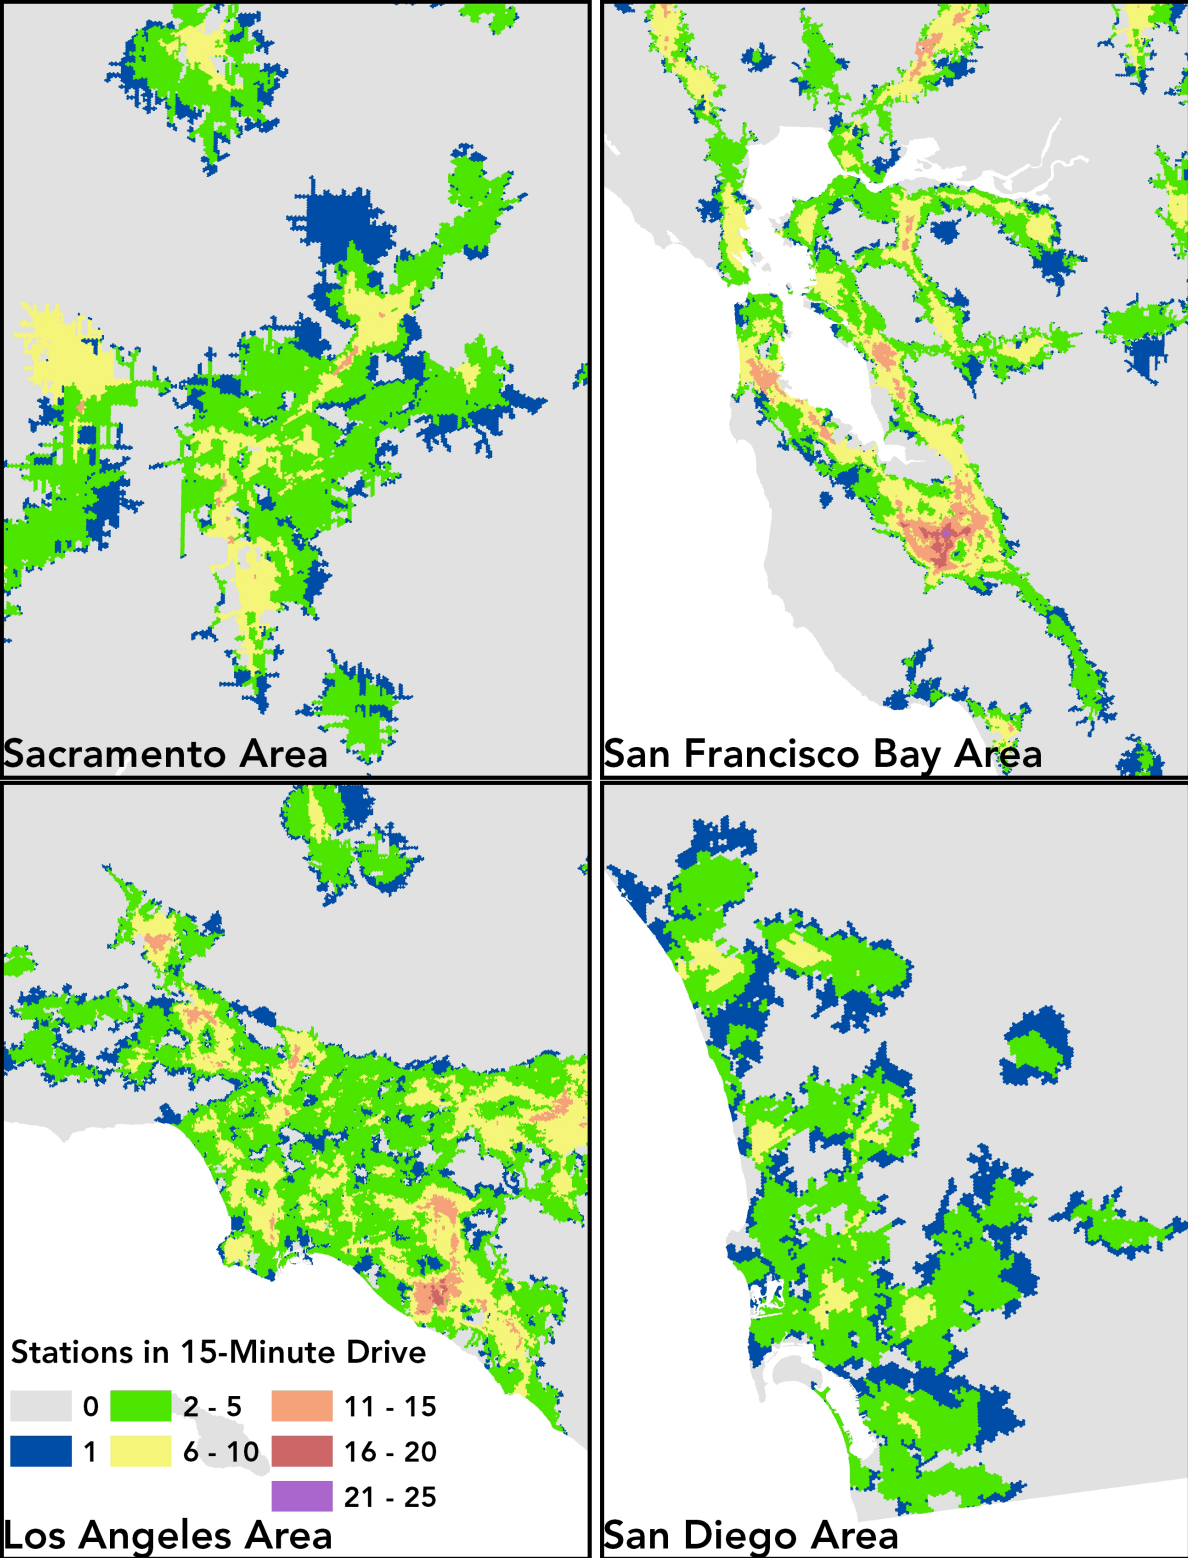 Sacramento Area
San Francisco Bay Area
Stations in 15-Minute Drive
0
2 - 5
11 - 15
1
6 - 10
16 - 20
21 - 25
Los Angeles Area
San Diego Area